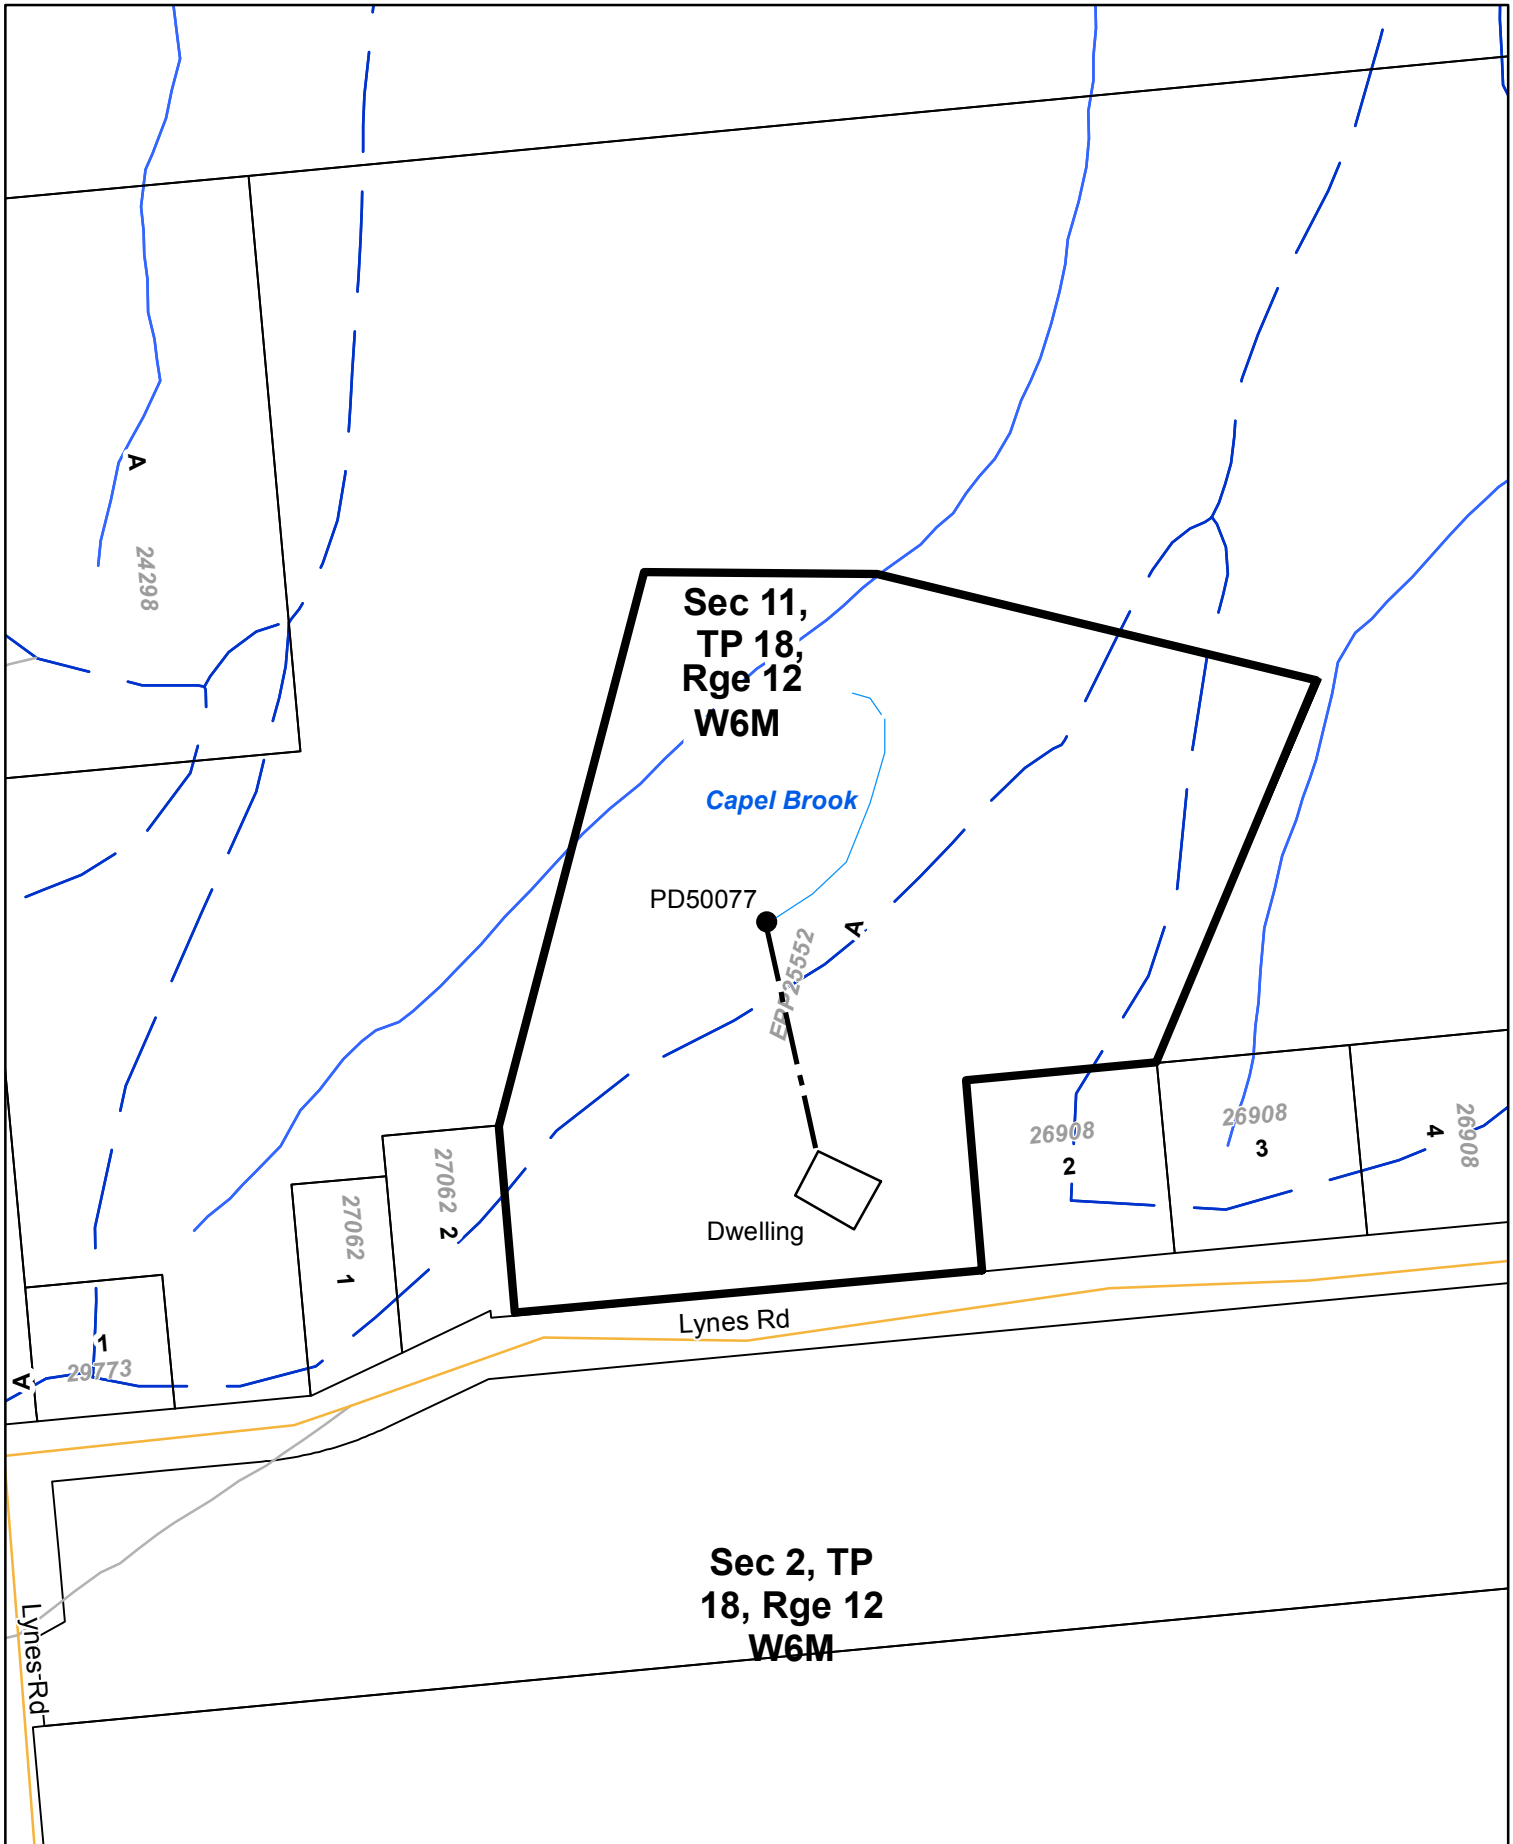 A
24298
Sec 11,
TP 18,
Rge 12
W6M
Capel Brook
PD50077
A
EPP25552
26908
2
26908
3
4
26908
27062
2
27062
1
Dwelling
Lynes Rd
1
29773
A
Sec 2, TP
18, Rge 12
W6M
Lynes Rd